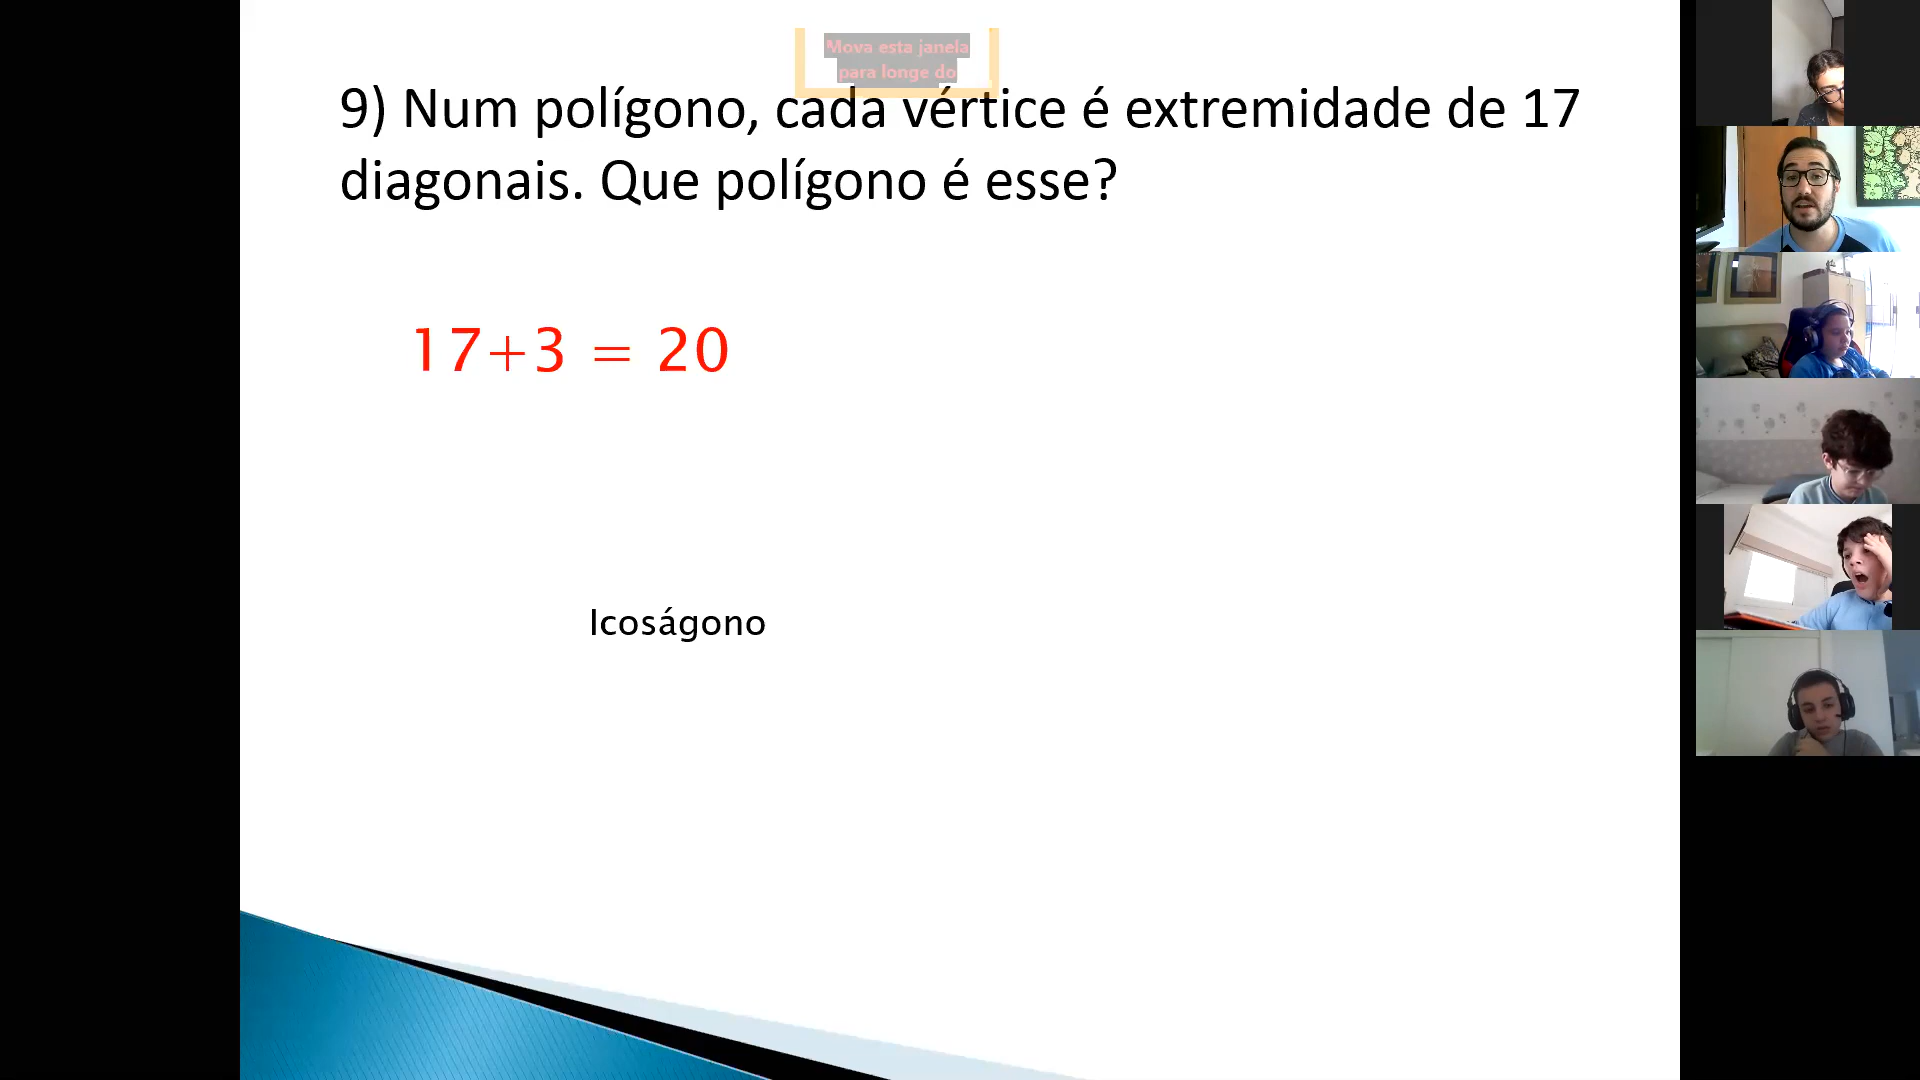 Mova esta janela
para longe do
9) Num polígono, cada vértice é extremidade de 17
diagonais. Que polígono é esse?
17+3 = 20
Icoságono